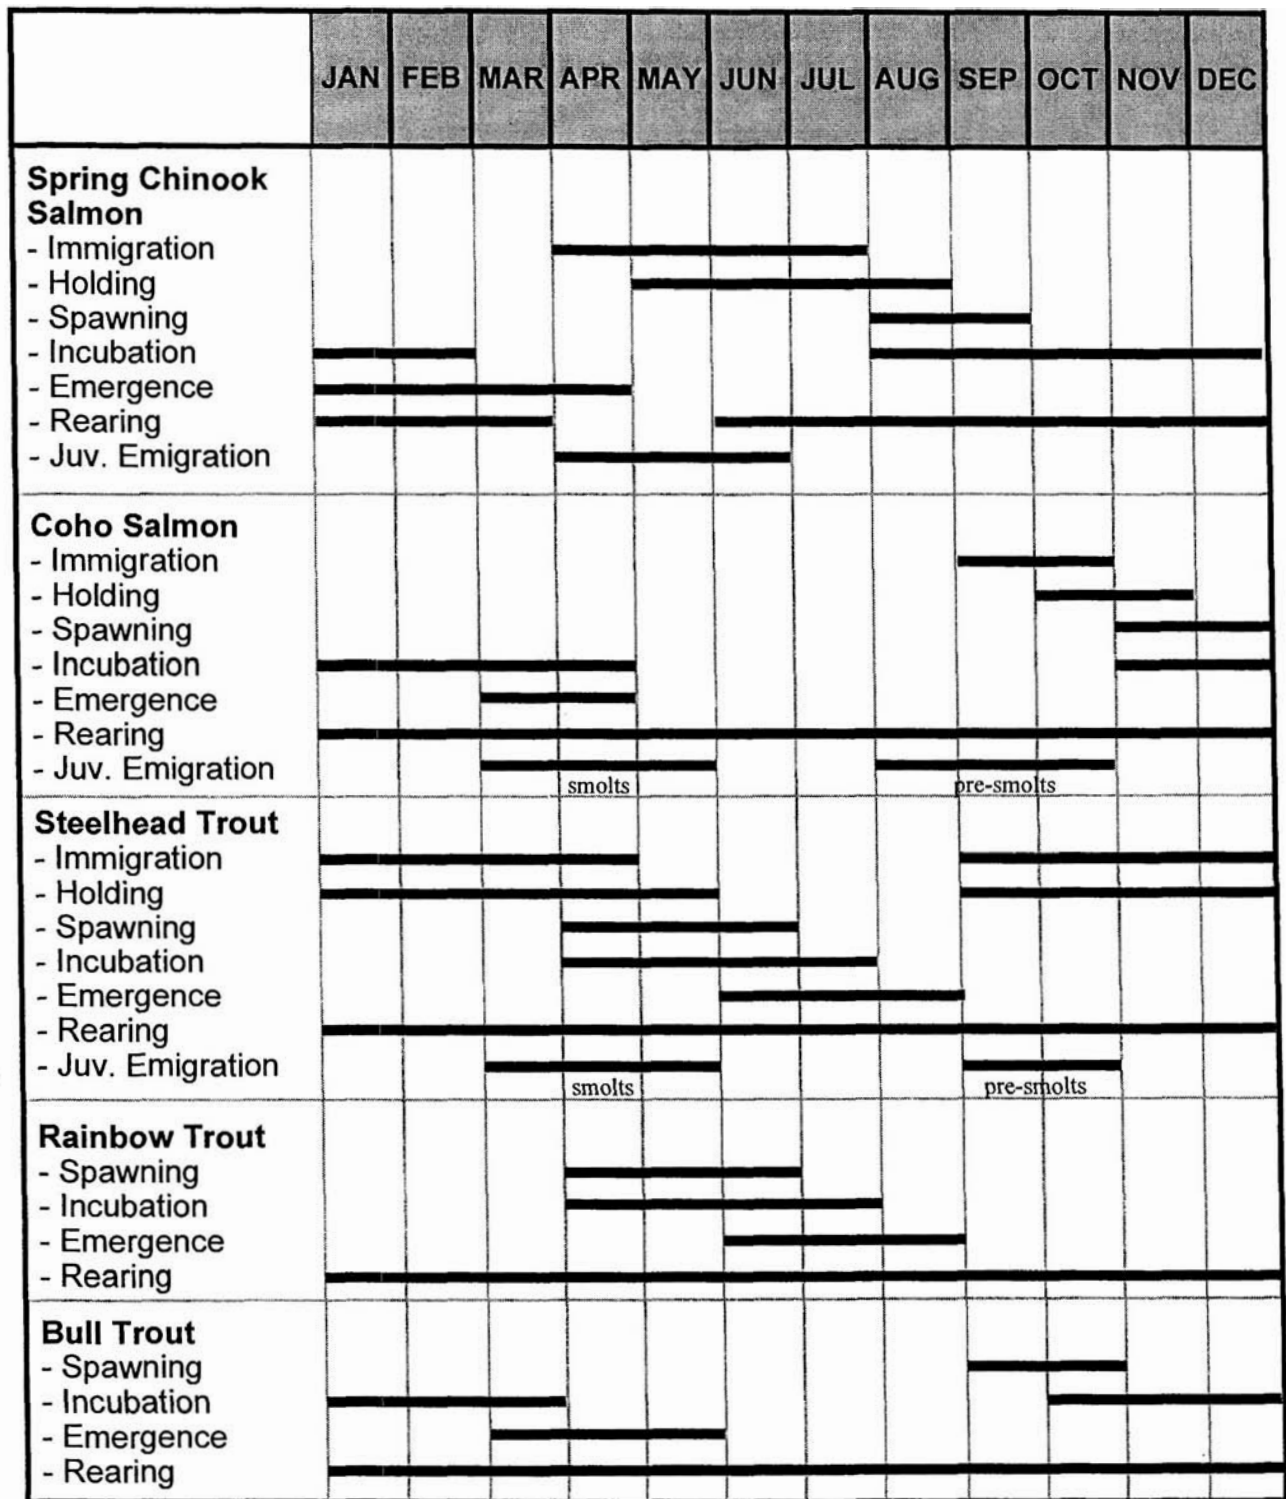 JAN FEB MAR APR MAY JUN JUL AUG SEP OCT NOV DEC
Spring Chinook
Salmon
- Immigration
- Holding
- Spawning
- Incubation
- Emergence
- Rearing
- Juv. Emigration
Coho Salmon
- Immigration
- Holding
- Spawning
- Incubation
- Emergence
- Rearing
- Juv. Emigration
smolts pre-smolts
Steelhead Trout
- Immigration
- Holding
- Spawning
- Incubation
- Emergence
- Rearing
- Juv. Emigration
smolts pre-smolts
Rainbow Trout
- Spawning
- Incubation
- Emergence
- Rearing
Bull Trout
- Spawning
- Incubation
- Emergence
- Rearing